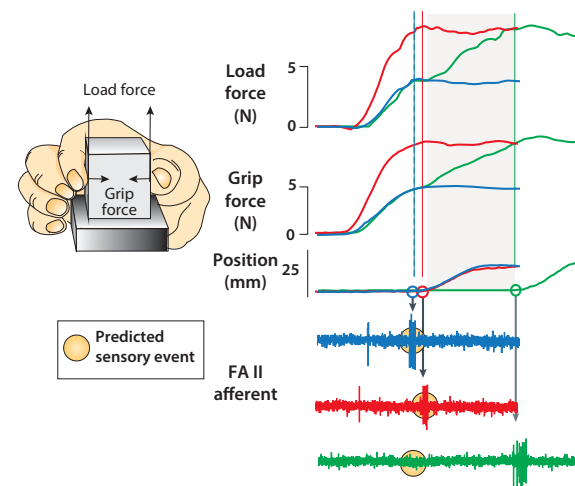 Load force
Grip
force
Predicted
sensory event
Load
force
(N)
5
0
Grip
force
(N)
5
0
Position
(mm)
25
FA II
afferent